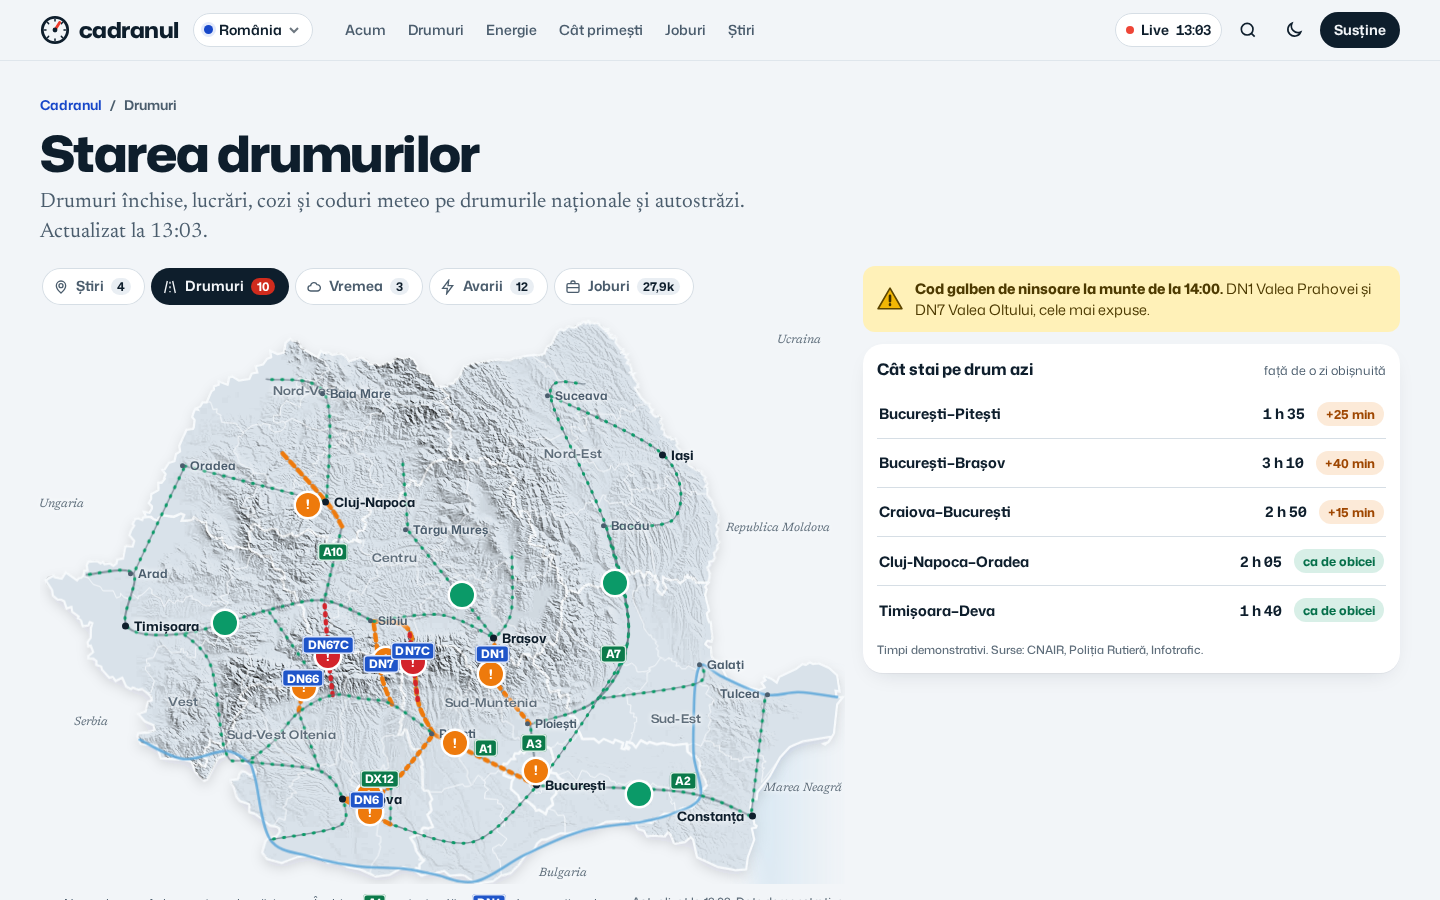 cadranul
România
Acum Drumuri Energie Cât primești Joburi Știri
Live 13:03
Susține
Cadranul / Drumuri
Starea drumurilor
Drumuri închise, lucrări, cozi și coduri meteo pe drumurile naționale și autostrăzi.
Actualizat la 13:03.
Știri 4
Drumuri 10
Vremea 3
Avarii 12
Joburi 27,9k
Cod galben de ninsoare la munte de la 14:00. DN1 Valea Prahovei și
DN7 Valea Oltului, cele mai expuse.
Cât stai pe drum azi
față de o zi obișnuită
București–Pitești 1 h 35 +25 min
București–Brașov 3 h 10 +40 min
Craiova–București 2 h 50 +15 min
Cluj-Napoca–Oradea 2 h 05 ca de obicei
Timișoara–Deva 1 h 40 ca de obicei
Timpi demonstrativi. Surse: CNAIR, Poliția Rutieră, Infotrafic.
Ucraina
Baia Mare
Suceava
Nord-Est
Iași
Oradea
Ungaria
Cluj-Napoca
Târgu Mureș
Bacău
Republica Moldova
A10
Centru
Arad
Timișoara
Sibiu
Brașov
DN67C
DN7C
DN7
DN1
A7
DN66
Galați
Tulcea
Vest
Sud-Muntenia
Serbia
Sud-Vest Oltenia
Sud-Est
Ploiești
A1
A3
DX12
DN6
București
A2
Marea Neagră
Constanța
Bulgaria